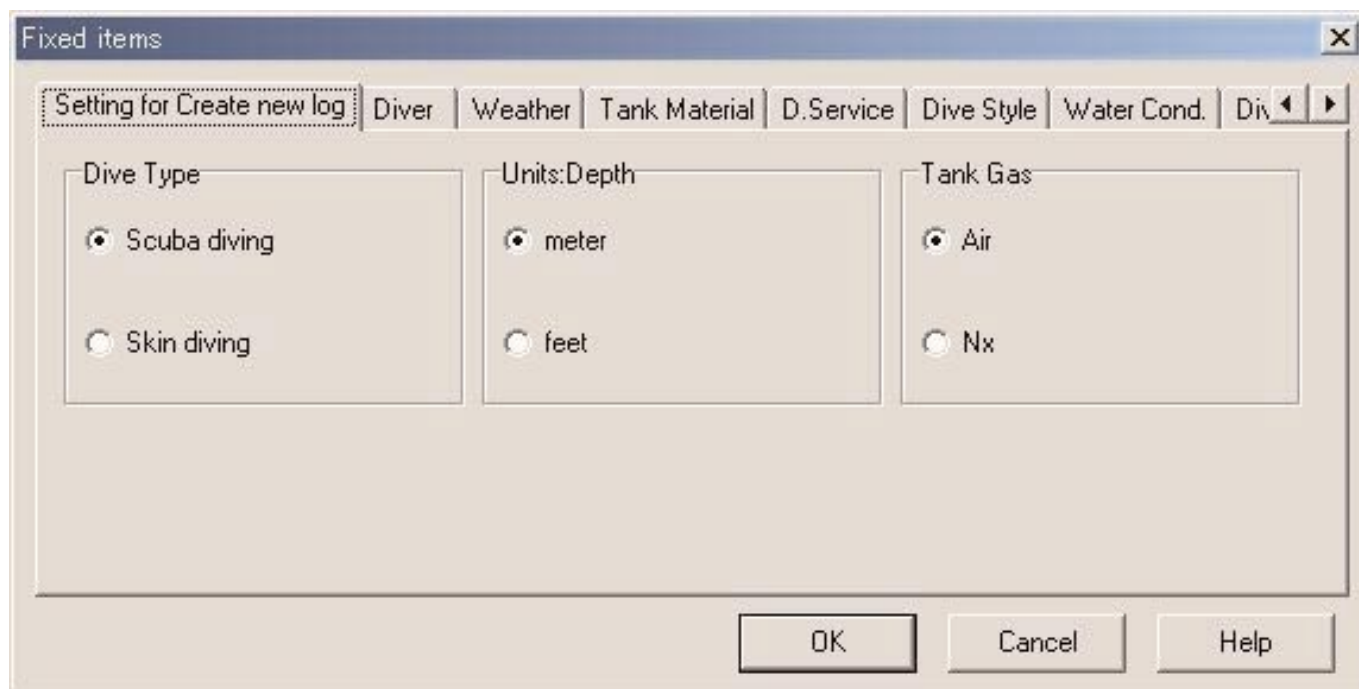 Fixed items
Setting for Create new log Diver Weather Tank Material D.Service Dive Style Water Cond.
Dive Type Units:Depth Tank Gas
Scuba diving meter Air
Skin diving feet Nx
OK Cancel Help